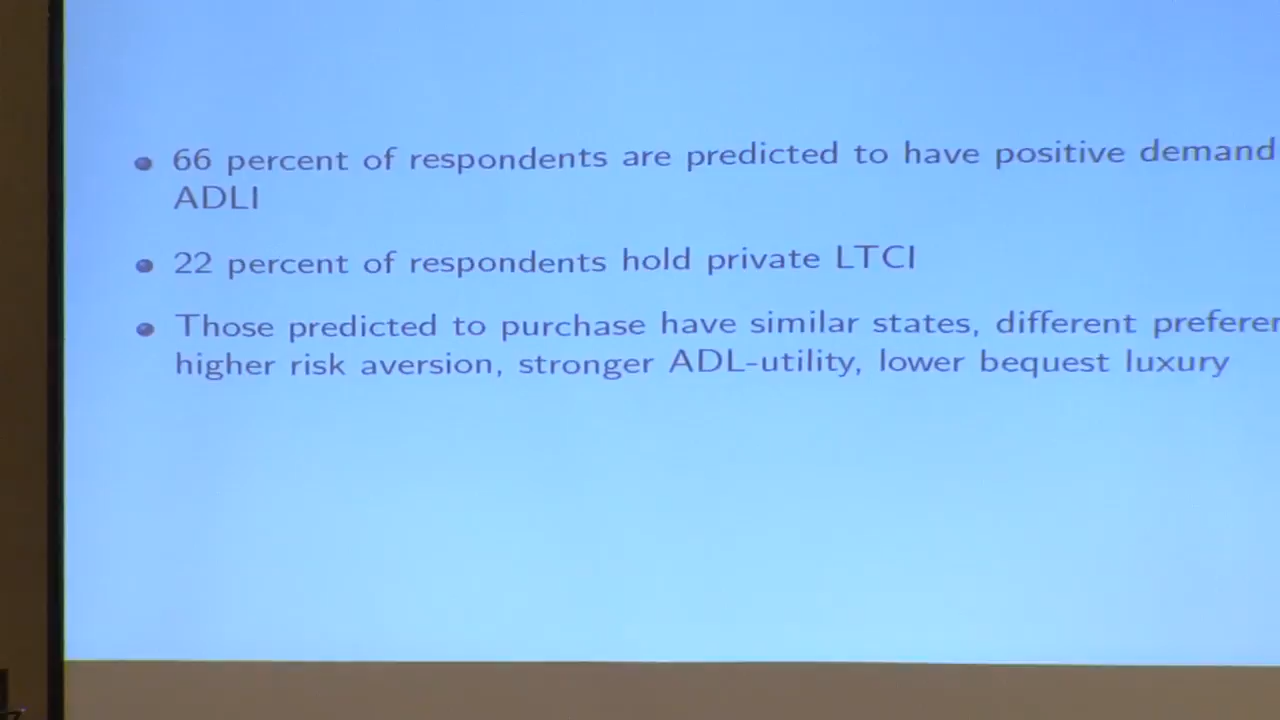 66 percent of respondents are predicted to have positive demand
ADLI
22 percent of respondents hold private LTCI
Those predicted to purchase have similar states, different
higher risk aversion, stronger ADL-utility, lower bequest luxury